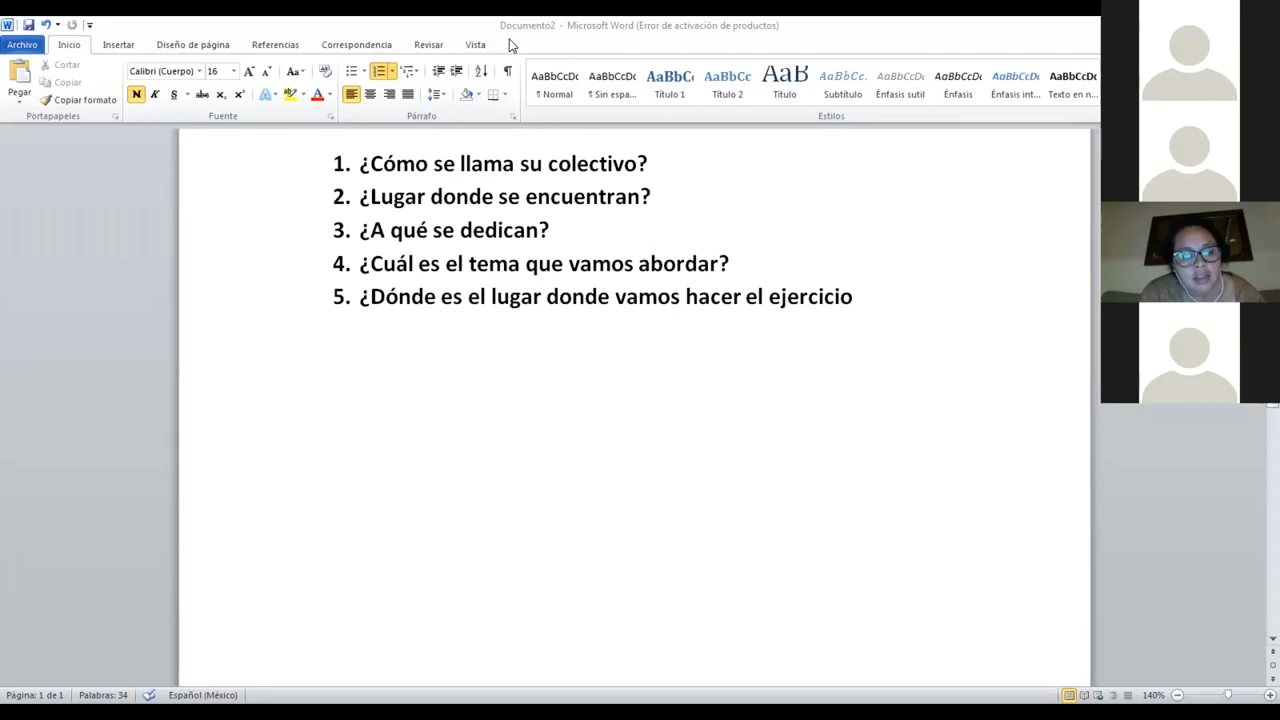 Documento2 - Microsoft Word (Error de activación de productos)
Archivo Inicio Insertar Diseño de página Referencias Correspondencia Revisar Vista
Pegar
Cortar
Copiar
Copiar formato
Portapapeles
Calibri (Cuerpo) 16
Fuente
Párrafo
AaBbCcDc AaBbCcDc AaBbC AaBbCc AaB AaBbCc. AaBbCcDc AaBbCcDc AaBbCcDc AaBbCcDc
¶ Normal ¶ Sin espa... Título 1 Título 2 Título Subtítulo Énfasis sutil Énfasis Énfasis int... Texto en n...
Estilos
1. ¿Cómo se llama su colectivo?
2. ¿Lugar donde se encuentran?
3. ¿A qué se dedican?
4. ¿Cuál es el tema que vamos abordar?
5. ¿Dónde es el lugar donde vamos hacer el ejercicio
Página: 1 de 1 Palabras: 34 Español (México) 140%